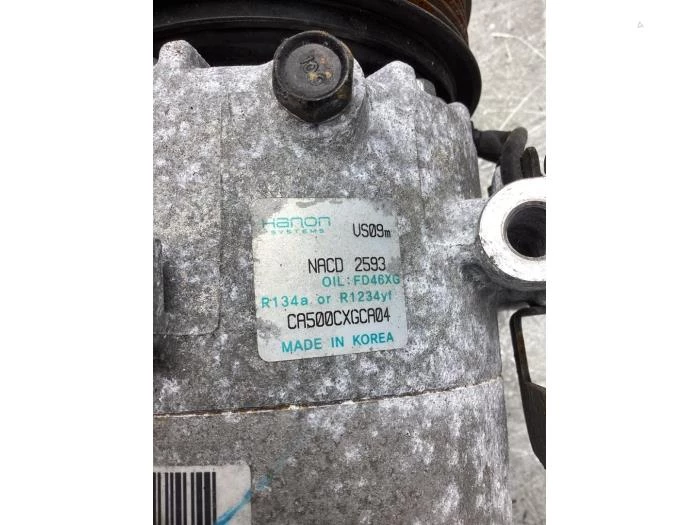 Hanon
SYSTEMS
VS09m
NACD 2593
OIL:FD46XG
R134a or R1234yf
CA500CXGCA04
MADE IN KOREA